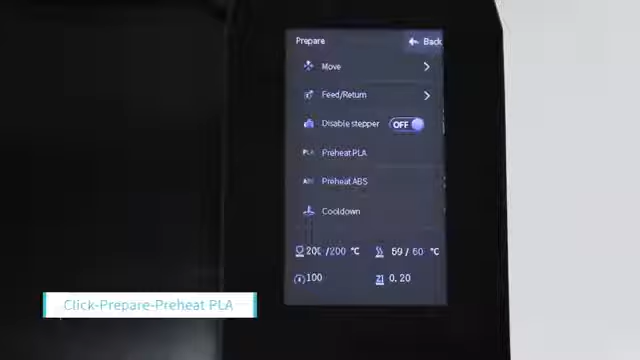 Prepare
Back
Move
Feed/Return
Disable stepper OFF
PLA Preheat PLA
ABS Preheat ABS
Cooldown
200 /200 ℃ 59 / 60 ℃
100 0.20
Click-Prepare-Preheat PLA